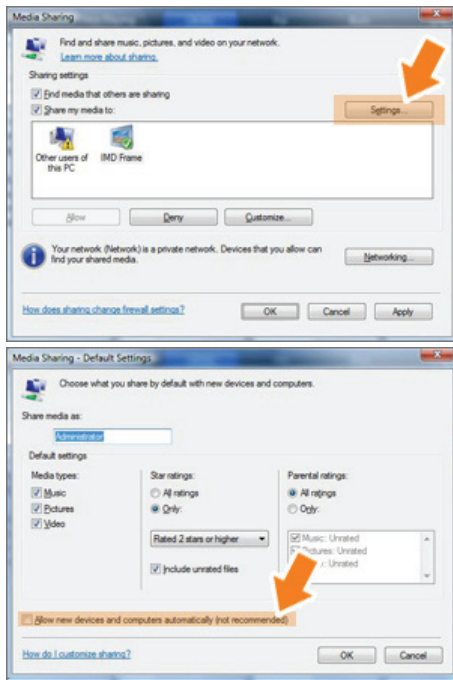 Media Sharing
Find and share music, pictures, and video on your network.
Learn more about sharing.
Sharing settings
Find media that others are sharing
Share my media to:
Settings...
Other users of
this PC
IMD Frame
Allow
Deny
Customize...
Your network (Network) is a private network. Devices that you allow can
find your shared media.
Networking...
How does sharing change firewall settings?
OK
Cancel
Apply
Media Sharing - Default Settings
Choose what you share by default with new devices and computers.
Share media as:
Administrator
Default settings
Media types:
Music
Pictures
Video
Star ratings:
All ratings
Only:
Rated 2 stars or higher
Include unrated files
Parental ratings:
All ratings
Only:
Music: Unrated
Pictures: Unrated
: Unrated
Allow new devices and computers automatically (not recommended)
How do I customize sharing?
OK
Cancel